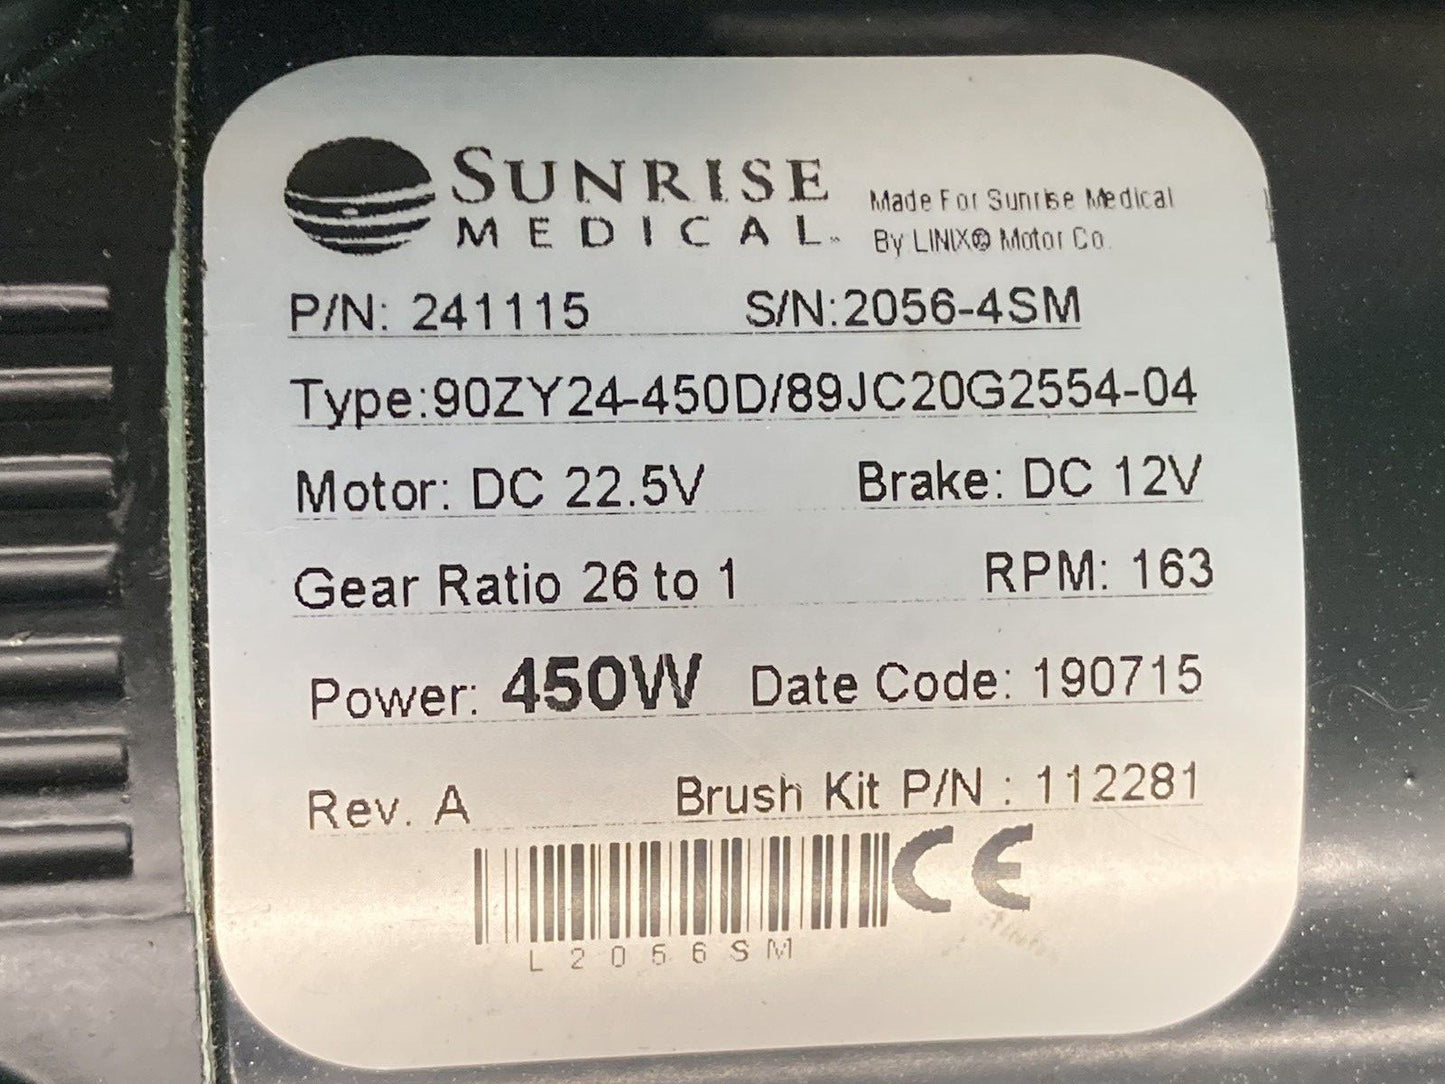 SUNRISE
MEDICAL™
Made For Sunrise Medical
By LINIX® Motor Co.
P/N: 241115 S/N:2056-4SM
Type:90ZY24-450D/89JC20G2554-04
Motor: DC 22.5V Brake: DC 12V
Gear Ratio 26 to 1 RPM: 163
Power: 450W Date Code: 190715
Rev. A Brush Kit P/N : 112281
CE
L2056SM